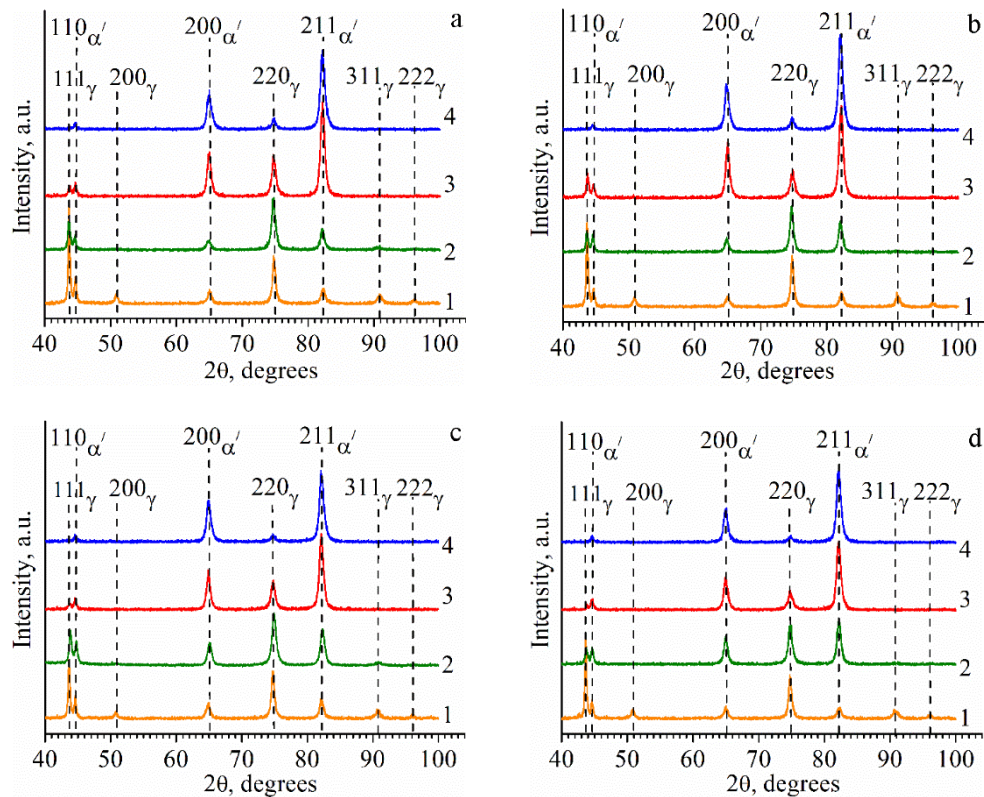 a
110α′ 200α′ 211α′
111γ 200γ 220γ 311γ 222γ
Intensity, a.u.
4
3
2
1
40 50 60 70 80 90 100
2θ, degrees
b
110α′ 200α′ 211α′
111γ 200γ 220γ 311γ 222γ
Intensity, a.u.
4
3
2
1
40 50 60 70 80 90 100
2θ, degrees
c
110α′ 200α′ 211α′
111γ 200γ 220γ 311γ 222γ
Intensity, a.u.
4
3
2
1
40 50 60 70 80 90 100
2θ, degrees
d
110α′ 200α′ 211α′
111γ 200γ 220γ 311γ 222γ
Intensity, a.u.
4
3
2
1
40 50 60 70 80 90 100
2θ, degrees